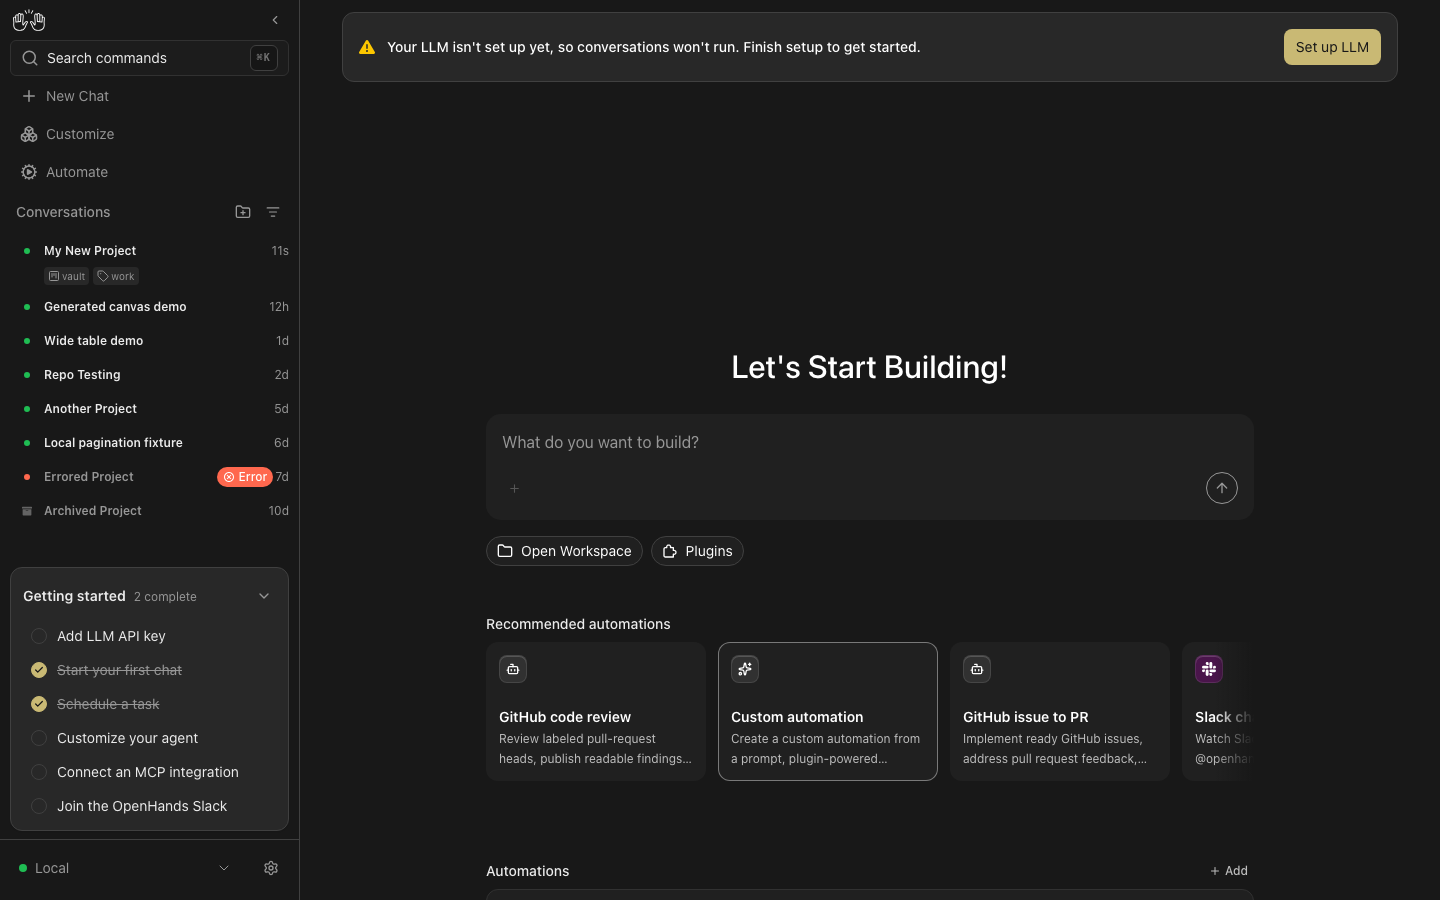 Search commands
⌘K
New Chat
Customize
Automate
Conversations
My New Project
11s
vault
work
Generated canvas demo
12h
Wide table demo
1d
Repo Testing
2d
Another Project
5d
Local pagination fixture
6d
Errored Project
Error
7d
Archived Project
10d
Getting started 2 complete
Add LLM API key
Start your first chat
Schedule a task
Customize your agent
Connect an MCP integration
Join the OpenHands Slack
Local
Your LLM isn't set up yet, so conversations won't run. Finish setup to get started.
Set up LLM
Let's Start Building!
What do you want to build?
Open Workspace
Plugins
Recommended automations
GitHub code review
Review labeled pull-request
heads, publish readable findings...
Custom automation
Create a custom automation from
a prompt, plugin-powered...
GitHub issue to PR
Implement ready GitHub issues,
address pull request feedback,...
Slack ch
Watch Sla
@openhan
Automations
+ Add